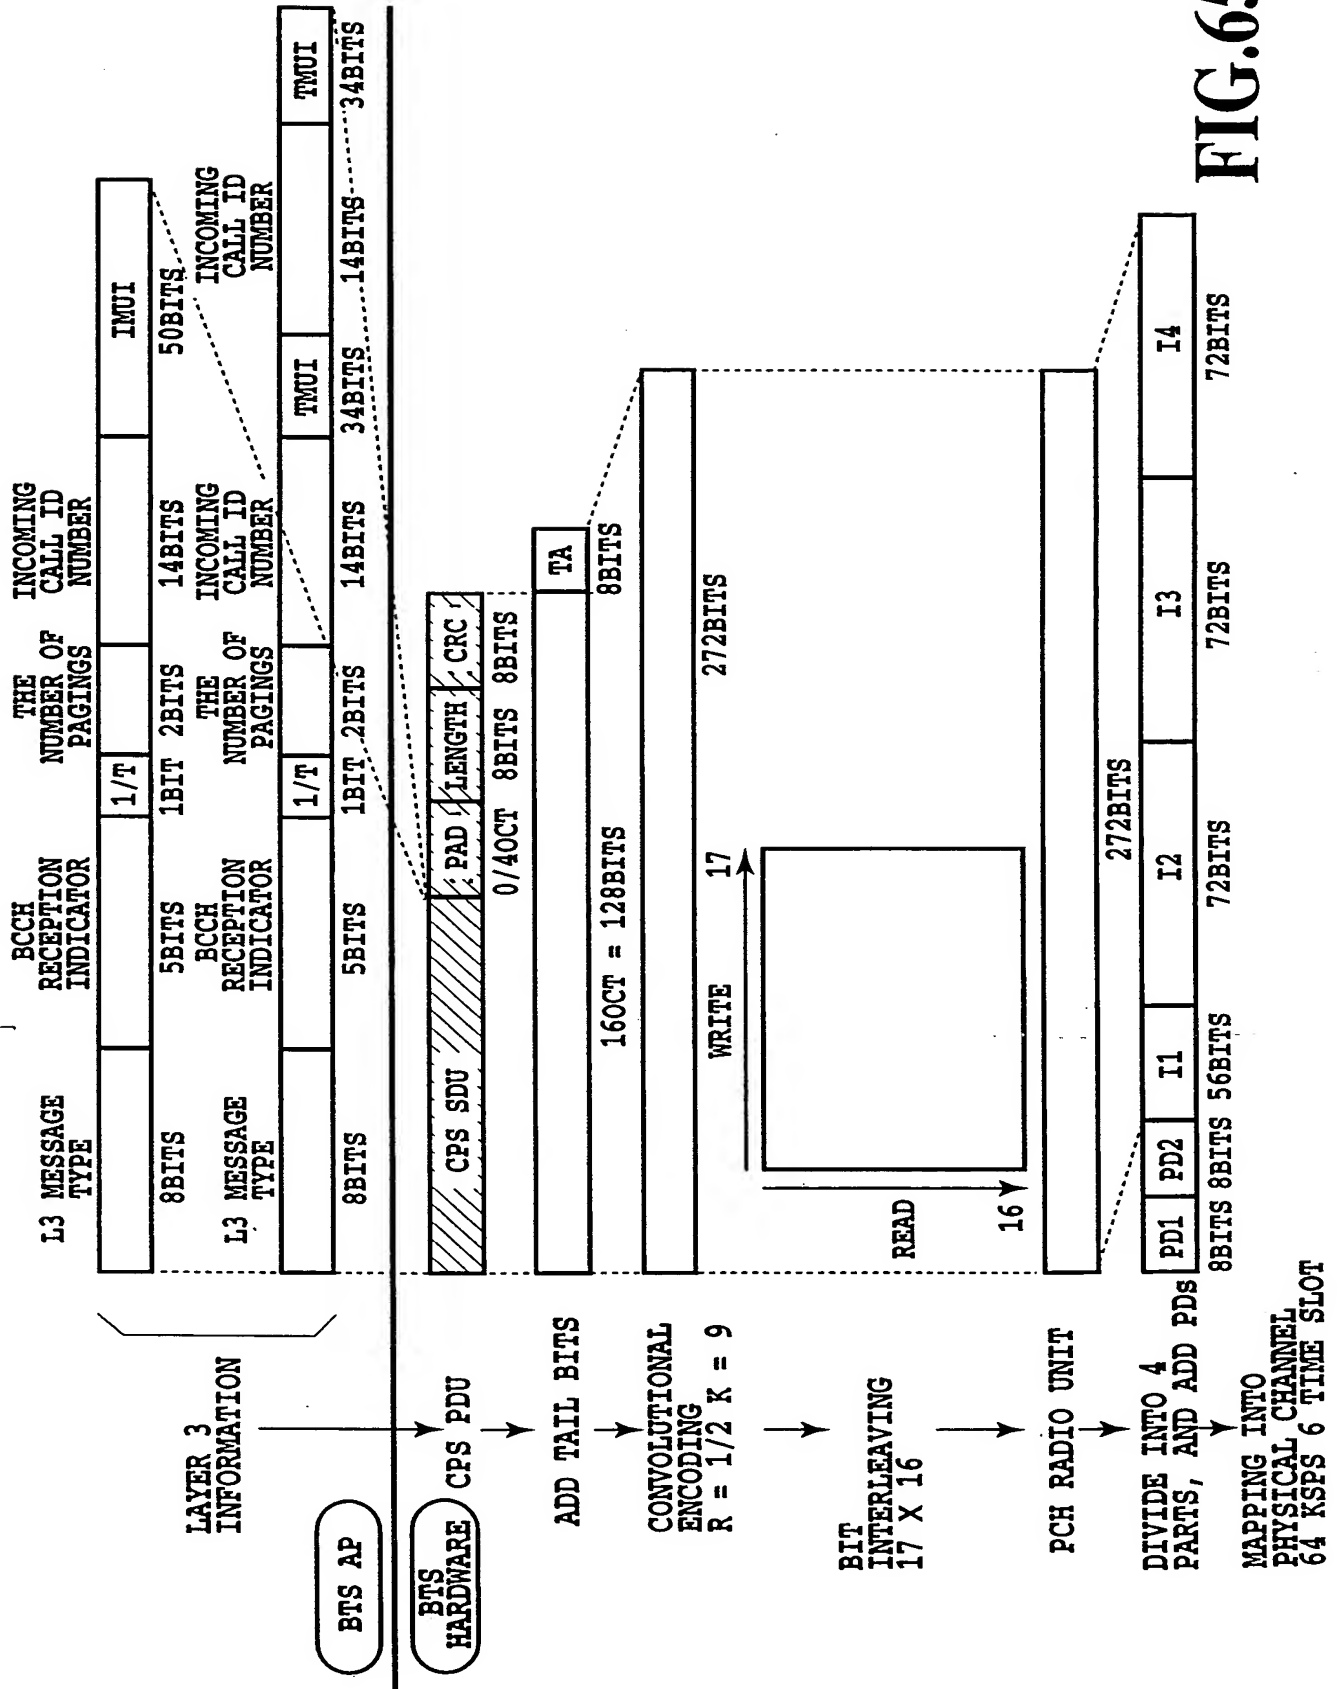 LAYER 3
INFORMATION
BTS AP
L3 MESSAGE
TYPE
BCCH
RECEPTION
INDICATOR
THE
NUMBER OF
PAGINGS
INCOMING
CALL ID
NUMBER
1/T
IMUI
8BITS
5BITS
1BIT
2BITS
14BITS
50BITS
L3 MESSAGE
TYPE
BCCH
RECEPTION
INDICATOR
THE
NUMBER OF
PAGINGS
INCOMING
CALL ID
NUMBER
INCOMING
CALL ID
NUMBER
1/T
TMUI
TMUI
8BITS
5BITS
1BIT
2BITS
14BITS
34BITS
14BITS
34BITS
BTS
HARDWARE
CPS PDU
CPS SDU
PAD
LENGTH
CRC
0/4OCT
8BITS
8BITS
ADD TAIL BITS
TA
16OCT = 128BITS
8BITS
CONVOLUTIONAL
ENCODING
R = 1/2 K = 9
272BITS
BIT
INTERLEAVING
17 X 16
WRITE
17
READ
16
PCH RADIO UNIT
272BITS
DIVIDE INTO 4
PARTS, AND ADD PDs
PD1
PD2
I1
I2
I3
I4
8BITS
8BITS
56BITS
72BITS
72BITS
72BITS
MAPPING INTO
PHYSICAL CHANNEL
64 KSPS 6 TIME SLOT